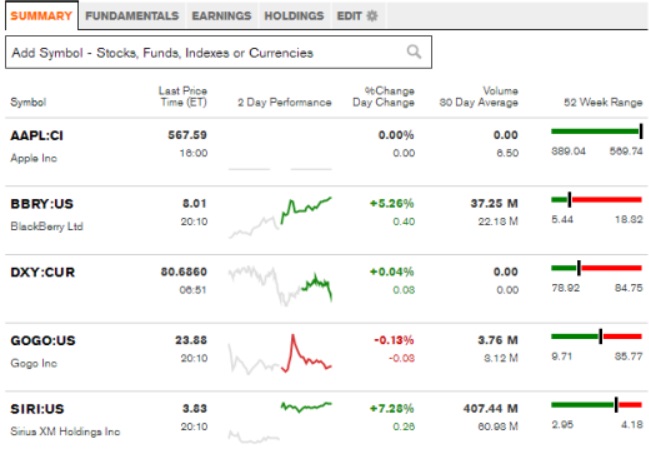 SUMMARY FUNDAMENTALS EARNINGS HOLDINGS EDIT
Add Symbol - Stocks, Funds, Indexes or Currencies
Symbol Last Price Time (ET) 2 Day Performance %Change Day Change Volume 30 Day Average 52 Week Range
AAPL:CI 567.59 0.00% 0.00
Apple Inc 16:00 0.00 6.50 389.04 569.74
BBRY:US 8.01 +5.26% 37.25 M
BlackBerry Ltd 20:10 0.40 22.13 M 5.44 18.32
DXY:CUR 80.6860 +0.04% 0.00
06:51 0.03 0.00 78.92 84.75
GOGO:US 23.88 -0.13% 3.76 M
Gogo Inc 20:10 -0.03 3.12 M 9.71 35.77
SIRI:US 3.83 +7.28% 407.44 M
Sirius XM Holdings Inc 20:10 0.26 60.93 M 2.95 4.18